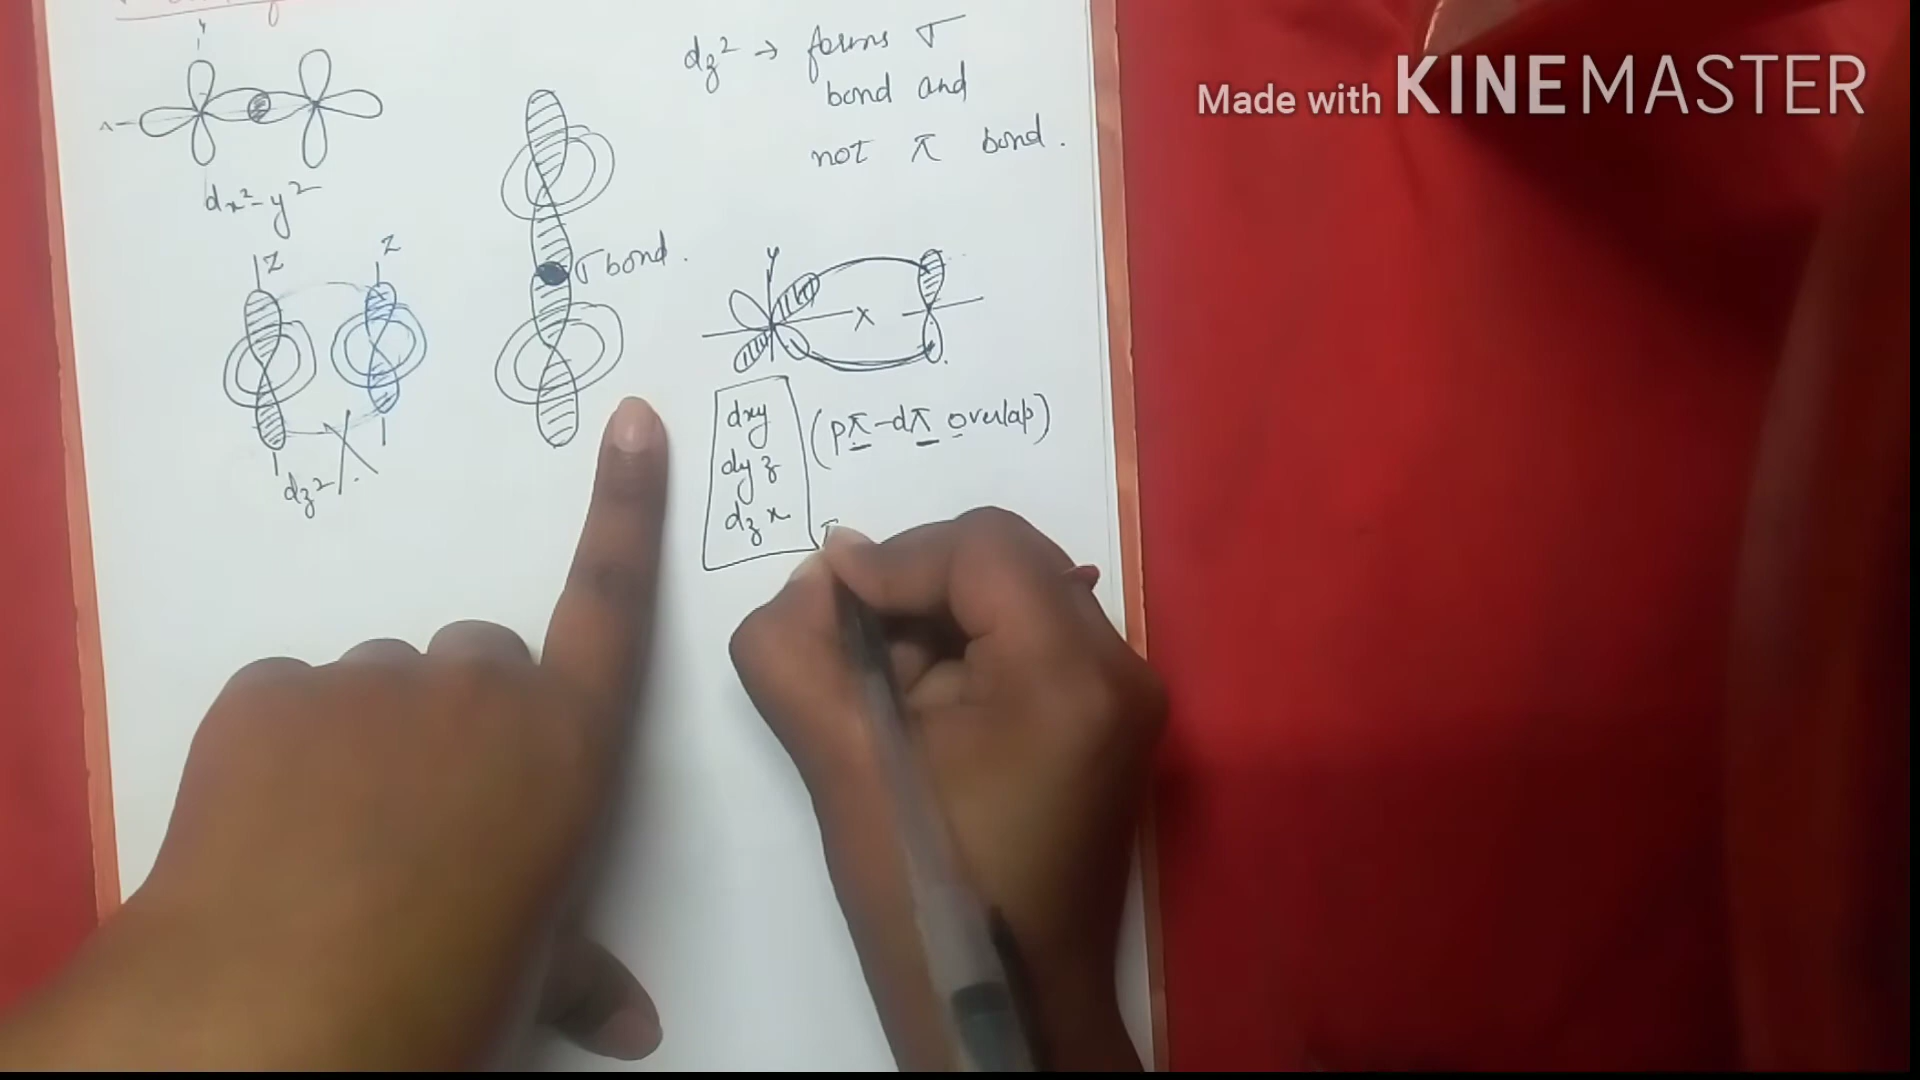 Made with KINEMASTER
dz² → forms σ
bond and
not π bond.
y
x
dx²-y²
z
z
σ bond.
dz²
y
X
dxy
dyz
dzx
(pπ-dπ overlap)